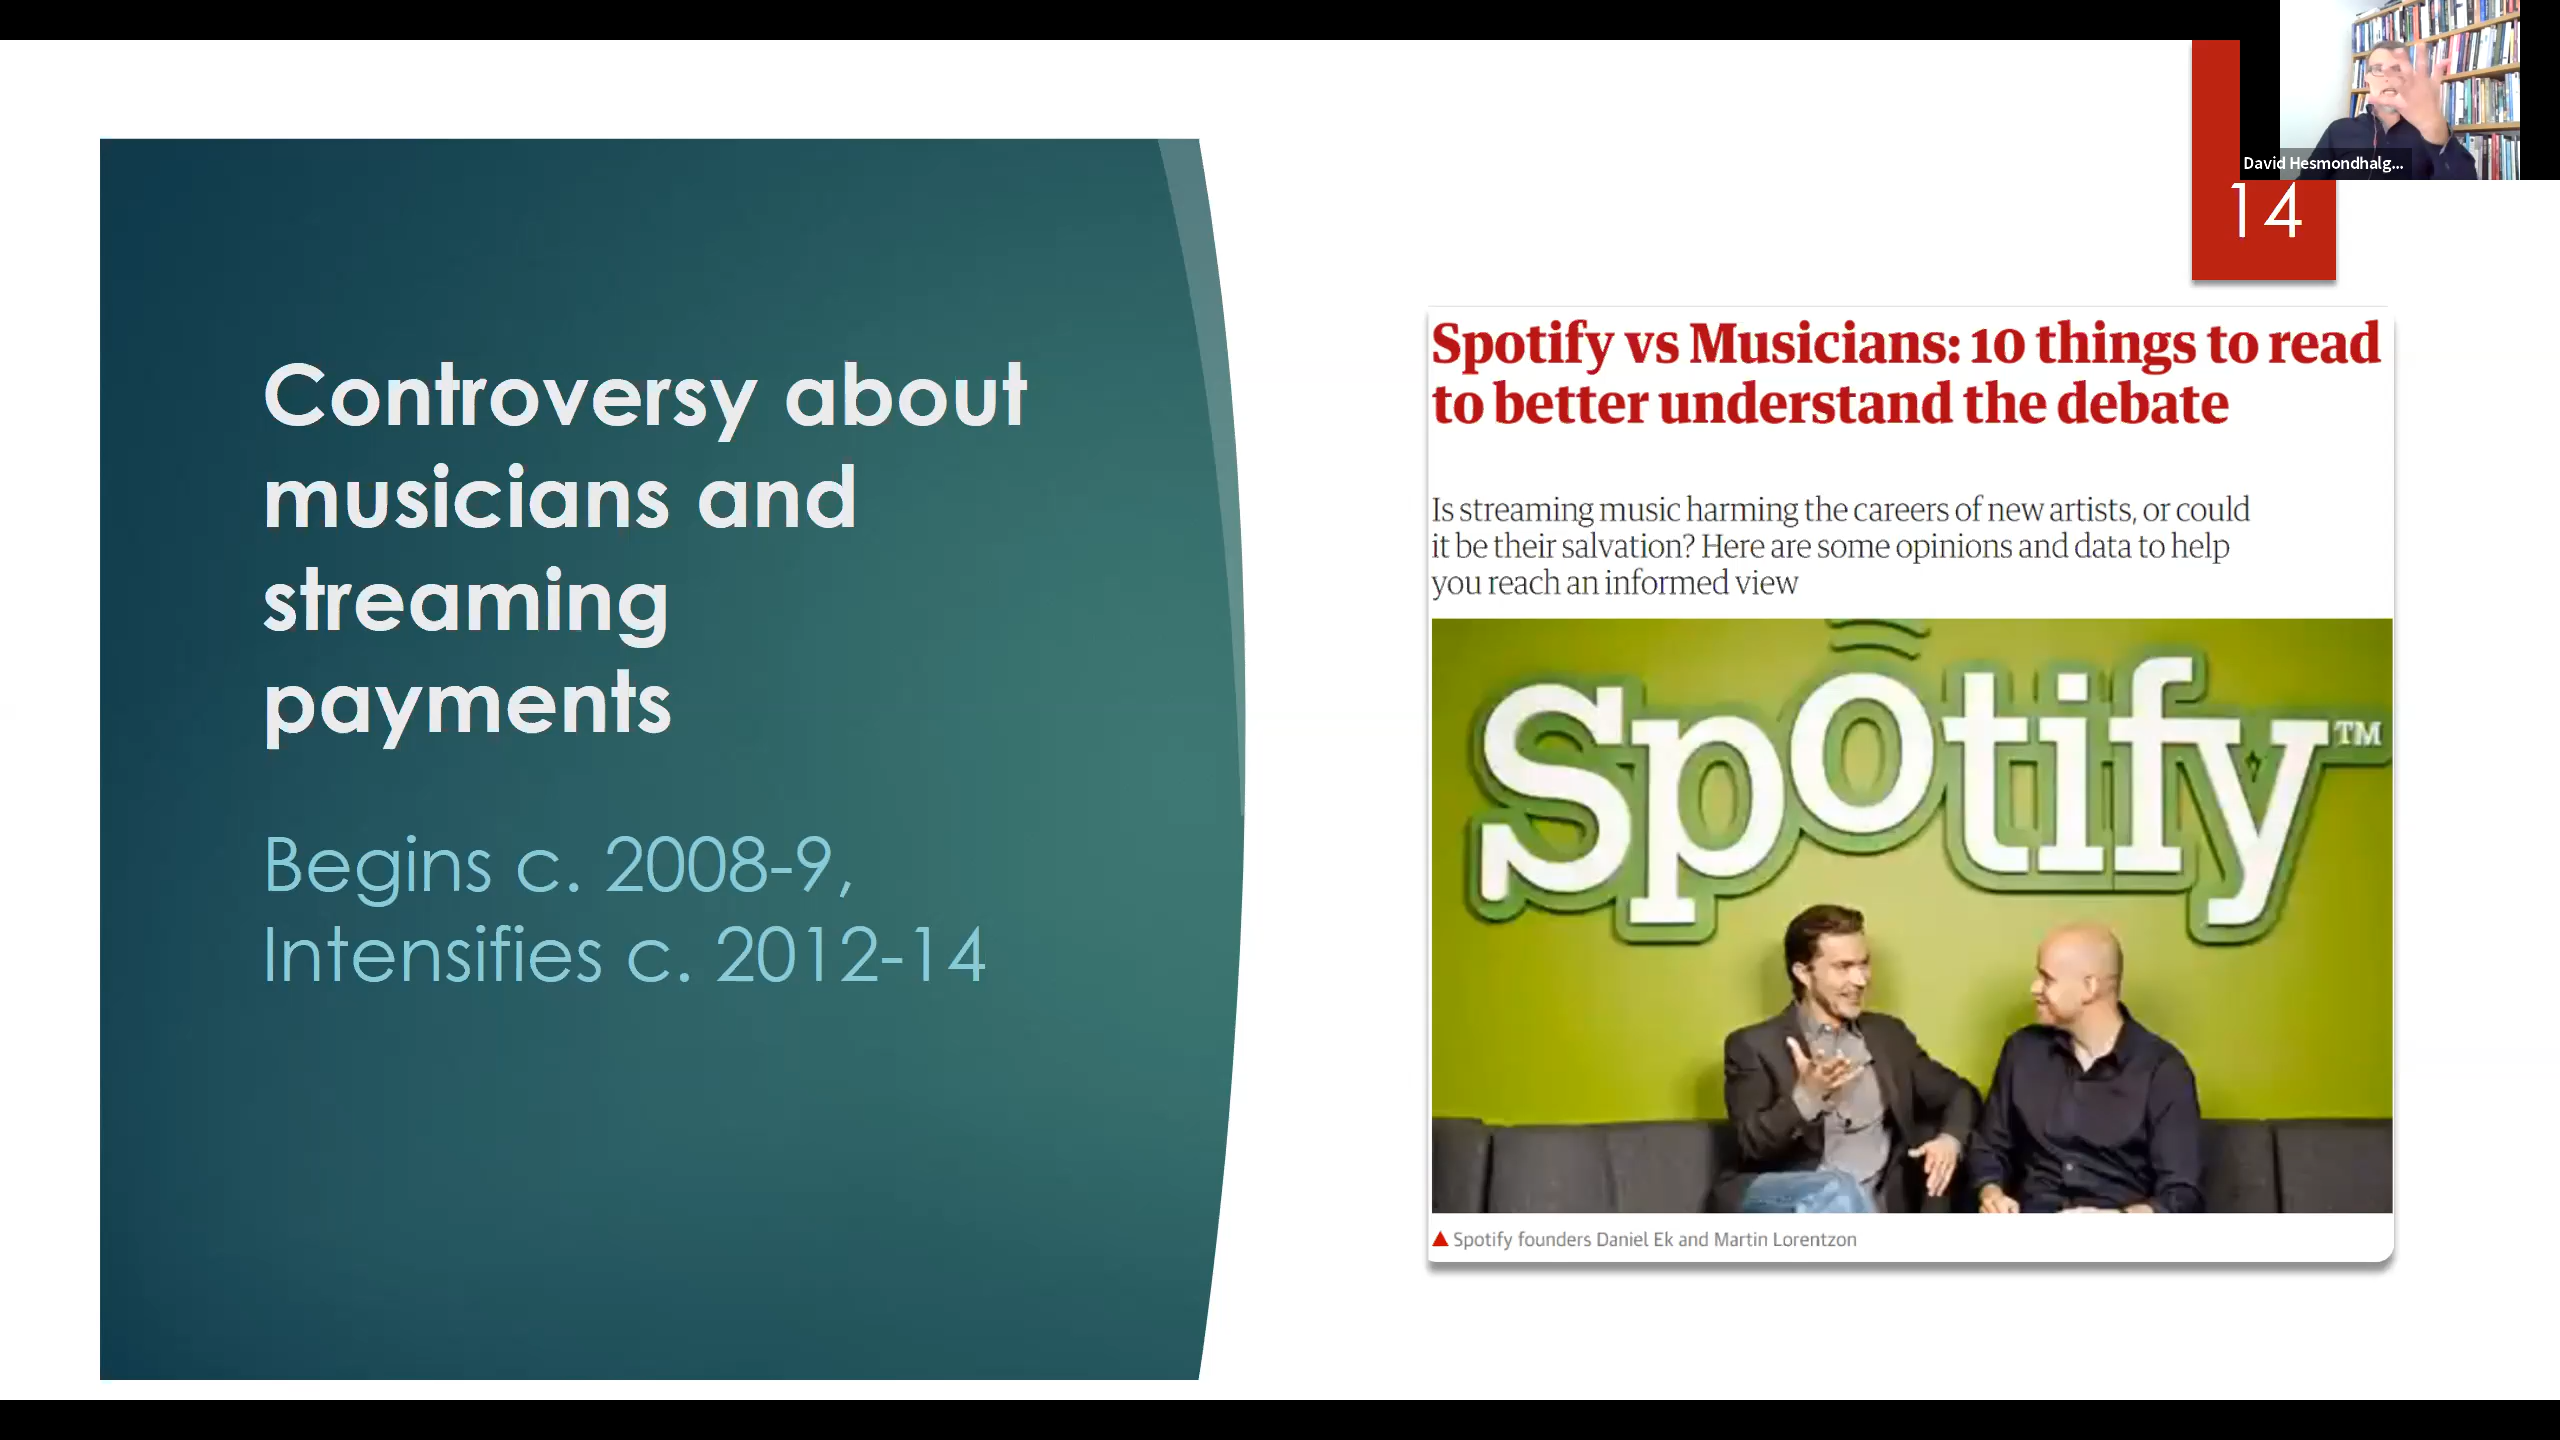 Controversy about
musicians and
streaming
payments
Begins c. 2008-9,
Intensifies c. 2012-14
David Hesmondhalg...
14
Spotify vs Musicians: 10 things to read
to better understand the debate
Is streaming music harming the careers of new artists, or could
it be their salvation? Here are some opinions and data to help
you reach an informed view
Spotify™
Spotify founders Daniel Ek and Martin Lorentzon